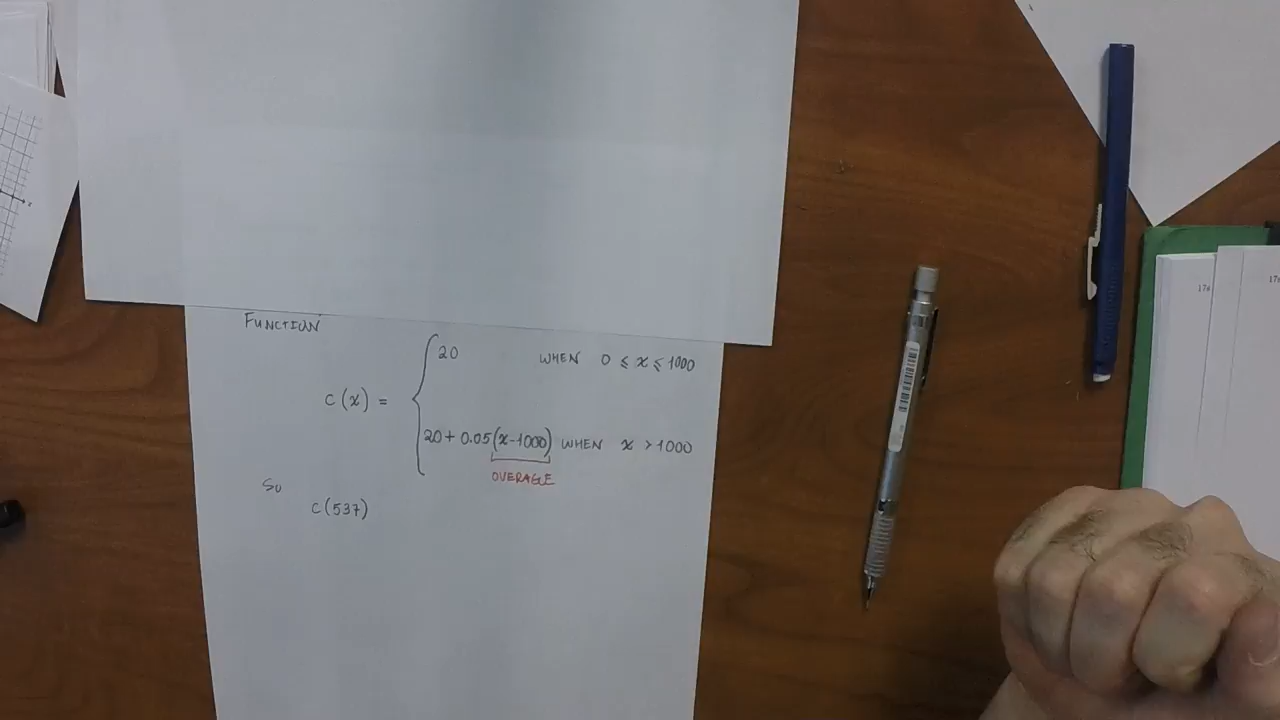 FUNCTION
20 WHEN 0 ≤ x ≤ 1000
c(x) =
20 + 0.05(x-1000) WHEN x > 1000
OVERAGE
SO
c(537)